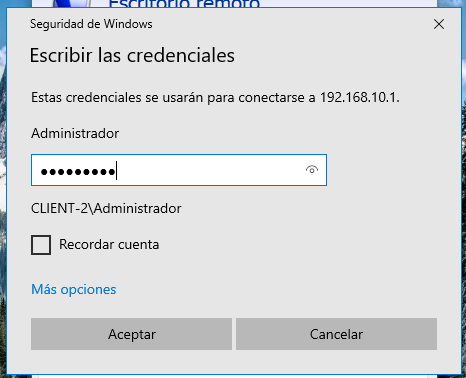 Escritorio remoto
Seguridad de Windows
Escribir las credenciales
Estas credenciales se usarán para conectarse a 192.168.10.1.
Administrador
●●●●●●●●●
CLIENT-2\Administrador
Recordar cuenta
Más opciones
Aceptar
Cancelar